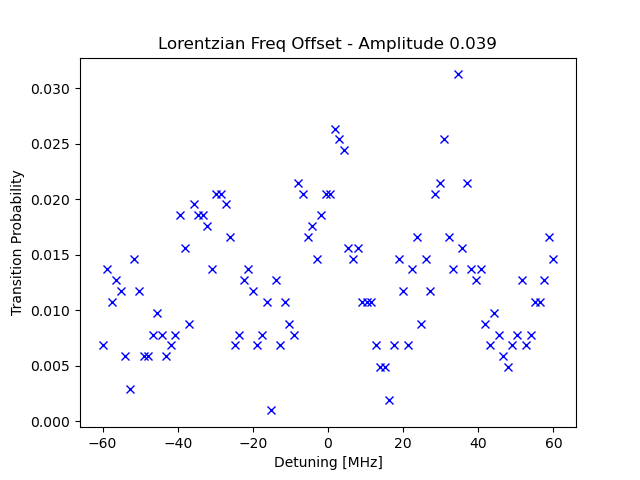 Lorentzian Freq Offset - Amplitude 0.039
Transition Probability
0.030
0.025
0.020
0.015
0.010
0.005
0.000
−60 −40 −20 0 20 40 60
Detuning [MHz]